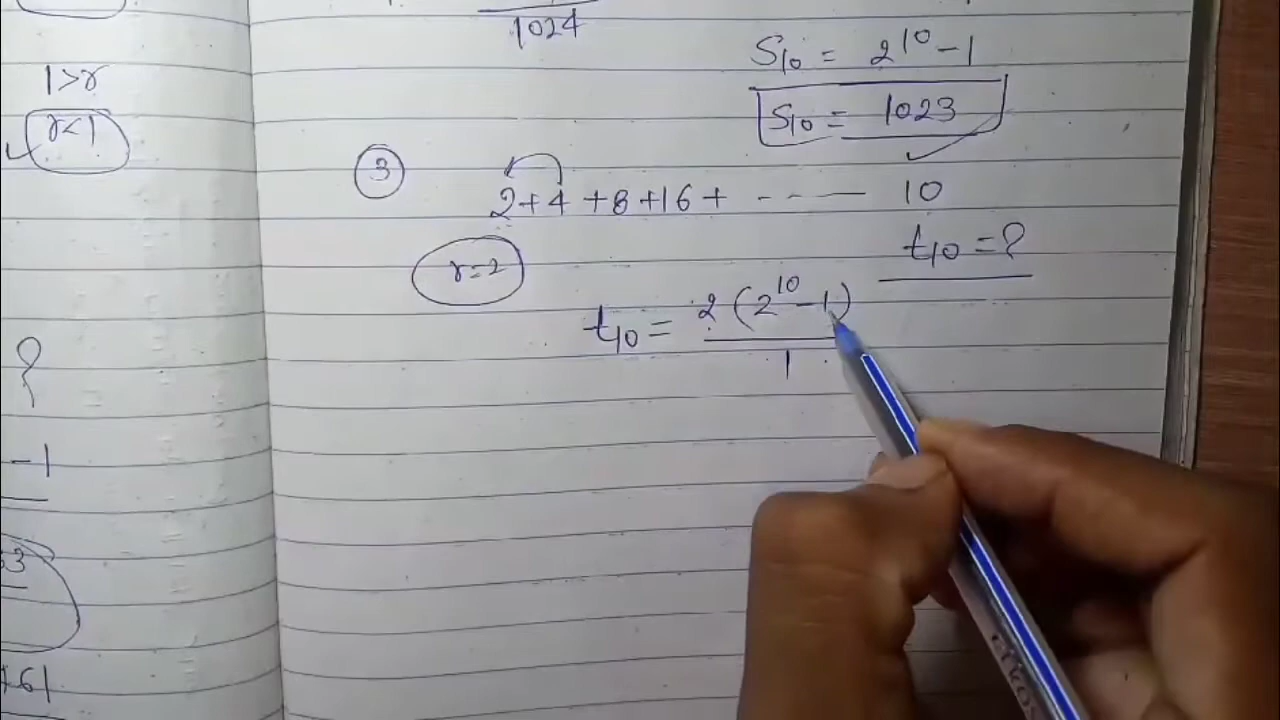 1024
1>r
r<1
S10 = 2^10 - 1
S10 = 1023
3
2+4+8+16+ ---- 10
t10 = ?
r=2
t10 = 2 (2^10 - 1) / 1
?
-1